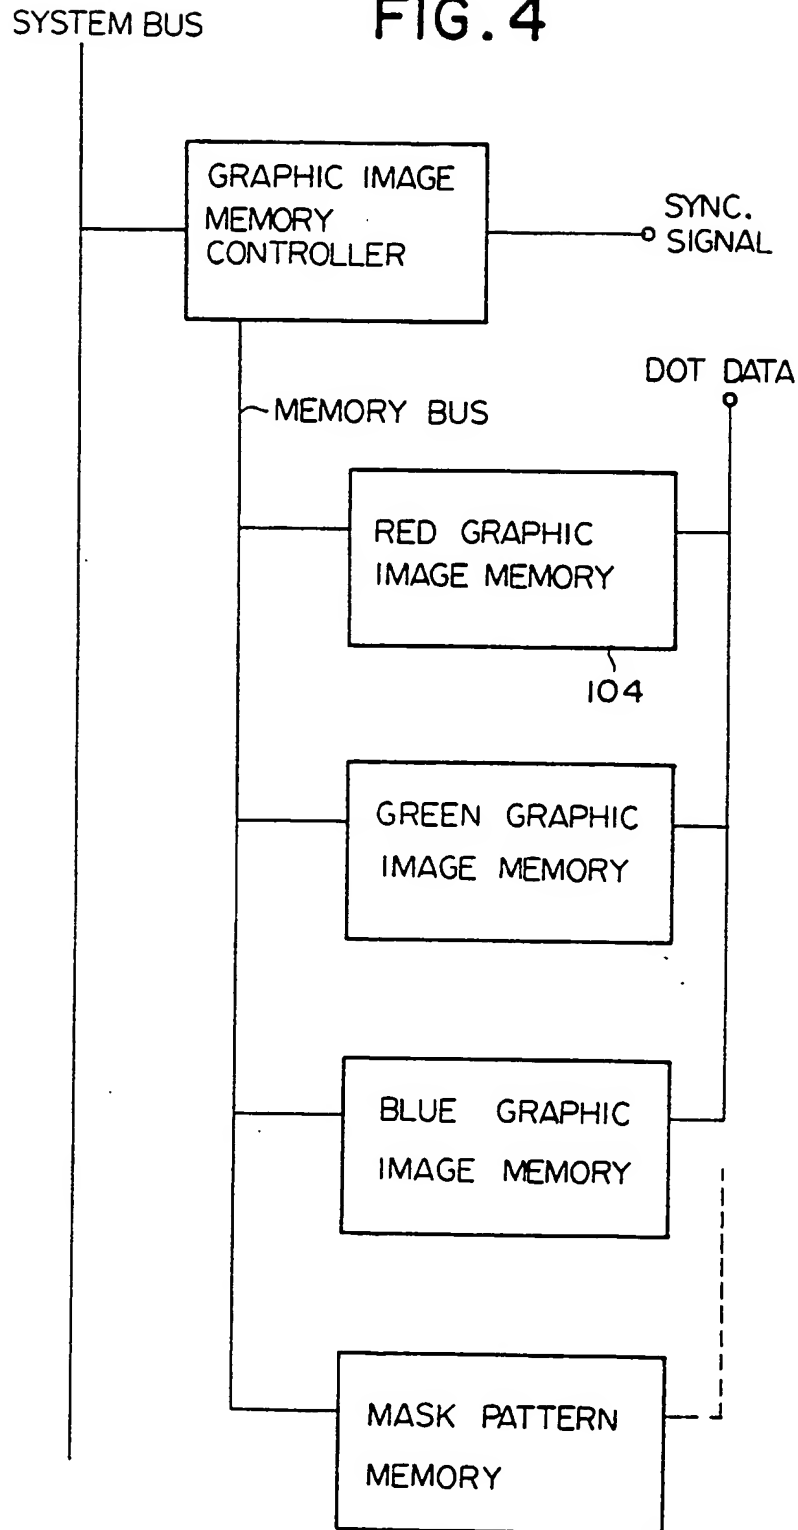 SYSTEM BUS
FIG. 4
GRAPHIC IMAGE
MEMORY
CONTROLLER
SYNC.
SIGNAL
DOT DATA
MEMORY BUS
RED GRAPHIC
IMAGE MEMORY
104
GREEN GRAPHIC
IMAGE MEMORY
BLUE GRAPHIC
IMAGE MEMORY
MASK PATTERN
MEMORY